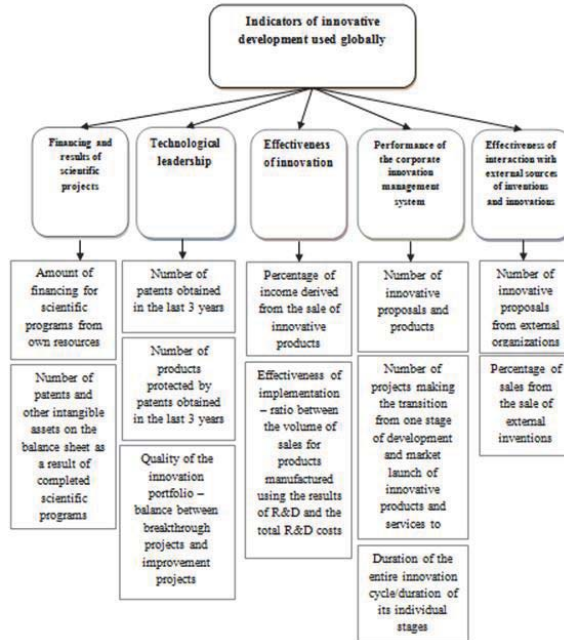 Indicators of innovative
development used globally
Financing and
results of
scientific
projects
Technological
leadership
Effectiveness
of innovation
Performance of
the corporate
innovation
management
system
Effectiveness of
interaction with
external sources
of inventions
and innovations
Amount of
financing for
scientific
programs from
own resources
Number of
patents and
other intangible
assets on the
balance sheet as
a result of
completed
scientific
programs
Number of
patents obtained
in the last 3 years
Number of
products
protected by
patents obtained
in the last 3 years
Quality of the
innovation
portfolio –
balance between
breakthrough
projects and
improvement
projects
Percentage of
income derived
from the sale of
innovative
products
Effectiveness of
implementation
– ratio between
the volume of
sales for
products
manufactured
using the results
of R&D and the
total R&D costs
Number of
innovative
proposals and
products
Number of
projects making
the transition
from one stage
of development
and market
launch of
innovative
products and
services to
Duration of the
entire innovation
cycle/duration of
its individual
stages
Number of
innovative
proposals
from external
organizations
Percentage of
sales from
the sale of
external
inventions